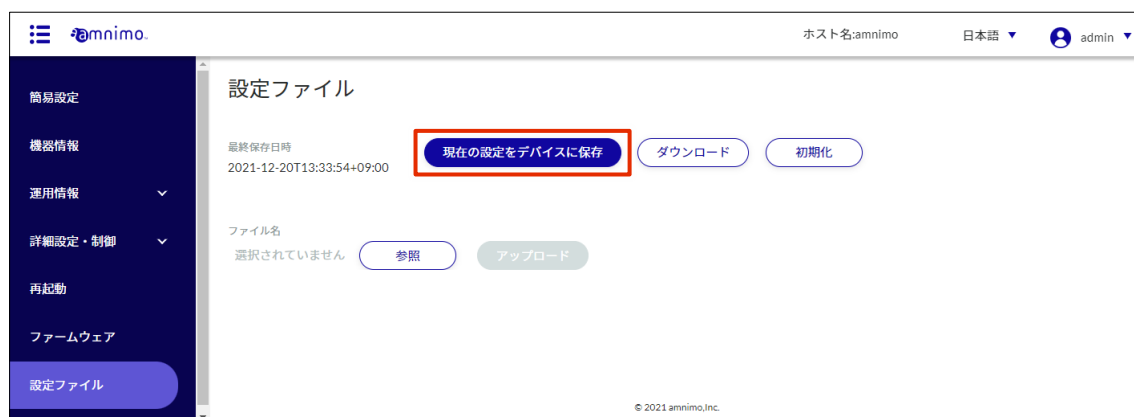 amnimo.
ホスト名:amnimo
日本語
admin
簡易設定
機器情報
運用情報
詳細設定・制御
再起動
ファームウェア
設定ファイル
設定ファイル
最終保存日時
2021-12-20T13:33:54+09:00
現在の設定をデバイスに保存
ダウンロード
初期化
ファイル名
選択されていません
参照
アップロード
© 2021 amnimo,Inc.